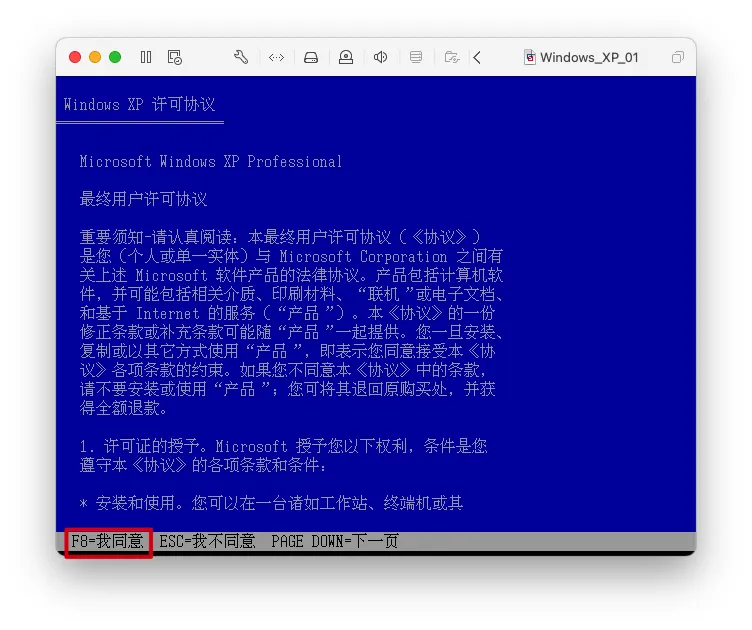 Windows_XP_01
Windows XP 许可协议
Microsoft Windows XP Professional
最终用户许可协议
重要须知-请认真阅读：本最终用户许可协议（《协议》）
是您（个人或单一实体）与 Microsoft Corporation 之间有
关上述 Microsoft 软件产品的法律协议。产品包括计算机软
件，并可能包括相关介质、印刷材料、“联机 ”或电子文档、
和基于 Internet 的服务（“产品 ”）。本《协议》的一份
修正条款或补充条款可能随“产品 ”一起提供。您一旦安装、
复制或以其它方式使用“产品 ”，即表示您同意接受本《协
议》各项条款的约束。如果您不同意本《协议》中的条款，
请不要安装或使用“产品 ”；您可将其退回原购买处，并获
得全额退款。
1. 许可证的授予。Microsoft 授予您以下权利，条件是您
遵守本《协议》的各项条款和条件：
* 安装和使用。您可以在一台诸如工作站、终端机或其
F8=我同意 ESC=我不同意 PAGE DOWN=下一页